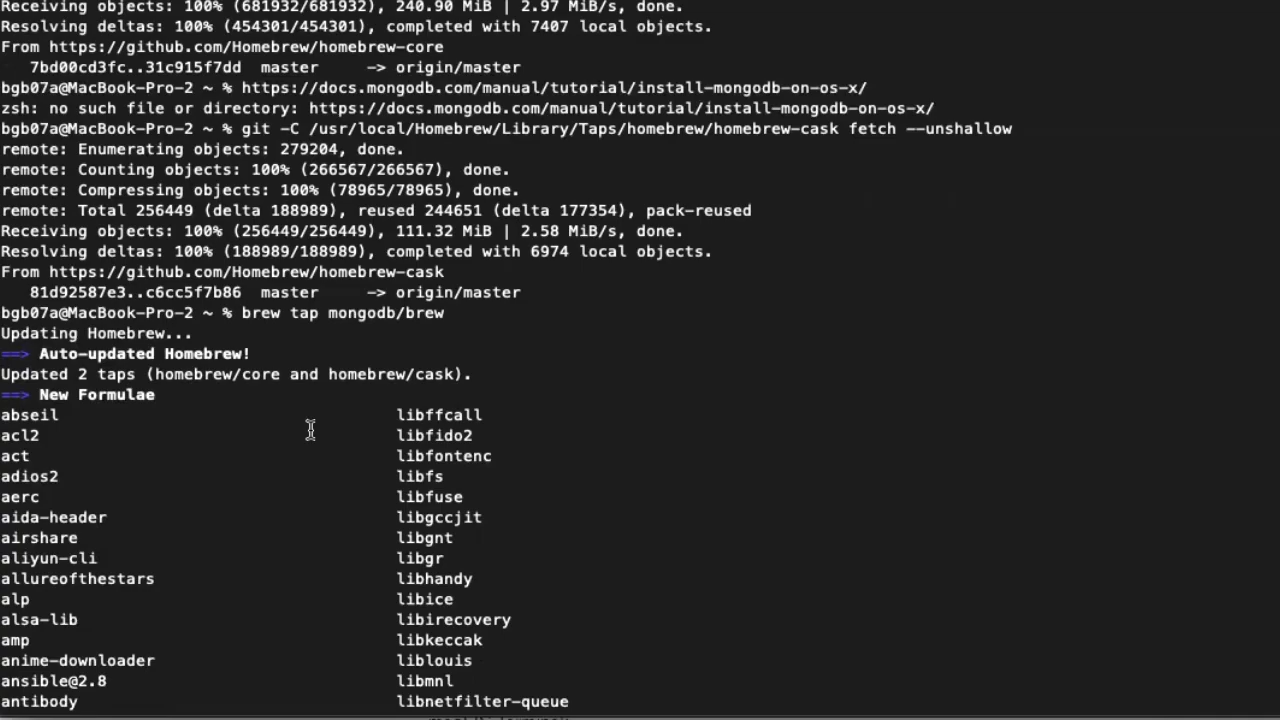 Receiving objects: 100% (681932/681932), 240.90 MiB | 2.97 MiB/s, done.
Resolving deltas: 100% (454301/454301), completed with 7407 local objects.
From https://github.com/Homebrew/homebrew-core
   7bd00cd3fc..31c915f7dd  master     -> origin/master
bgb07a@MacBook-Pro-2 ~ % https://docs.mongodb.com/manual/tutorial/install-mongodb-on-os-x/
zsh: no such file or directory: https://docs.mongodb.com/manual/tutorial/install-mongodb-on-os-x/
bgb07a@MacBook-Pro-2 ~ % git -C /usr/local/Homebrew/Library/Taps/homebrew/homebrew-cask fetch --unshallow
remote: Enumerating objects: 279204, done.
remote: Counting objects: 100% (266567/266567), done.
remote: Compressing objects: 100% (78965/78965), done.
remote: Total 256449 (delta 188989), reused 244651 (delta 177354), pack-reused
Receiving objects: 100% (256449/256449), 111.32 MiB | 2.58 MiB/s, done.
Resolving deltas: 100% (188989/188989), completed with 6974 local objects.
From https://github.com/Homebrew/homebrew-cask
   81d92587e3..c6cc5f7b86  master     -> origin/master
bgb07a@MacBook-Pro-2 ~ % brew tap mongodb/brew
Updating Homebrew...
==> Auto-updated Homebrew!
Updated 2 taps (homebrew/core and homebrew/cask).
==> New Formulae
abseil libffcall
acl2 libfido2
act libfontenc
adios2 libfs
aerc libfuse
aida-header libgccjit
airshare libgnt
aliyun-cli libgr
allureofthestars libhandy
alp libice
alsa-lib libirecovery
amp libkeccak
anime-downloader liblouis
ansible@2.8 libmnl
antibody libnetfilter-queue